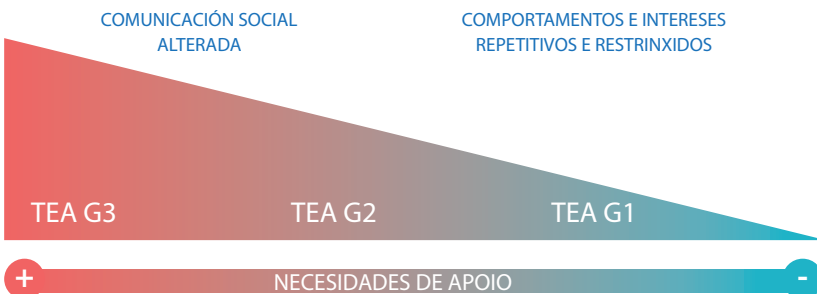 COMUNICACIÓN SOCIAL
ALTERADA
COMPORTAMENTOS E INTERESES
REPETITIVOS E RESTRINXIDOS
TEA G3
TEA G2
TEA G1
+
NECESIDADES DE APOIO
-